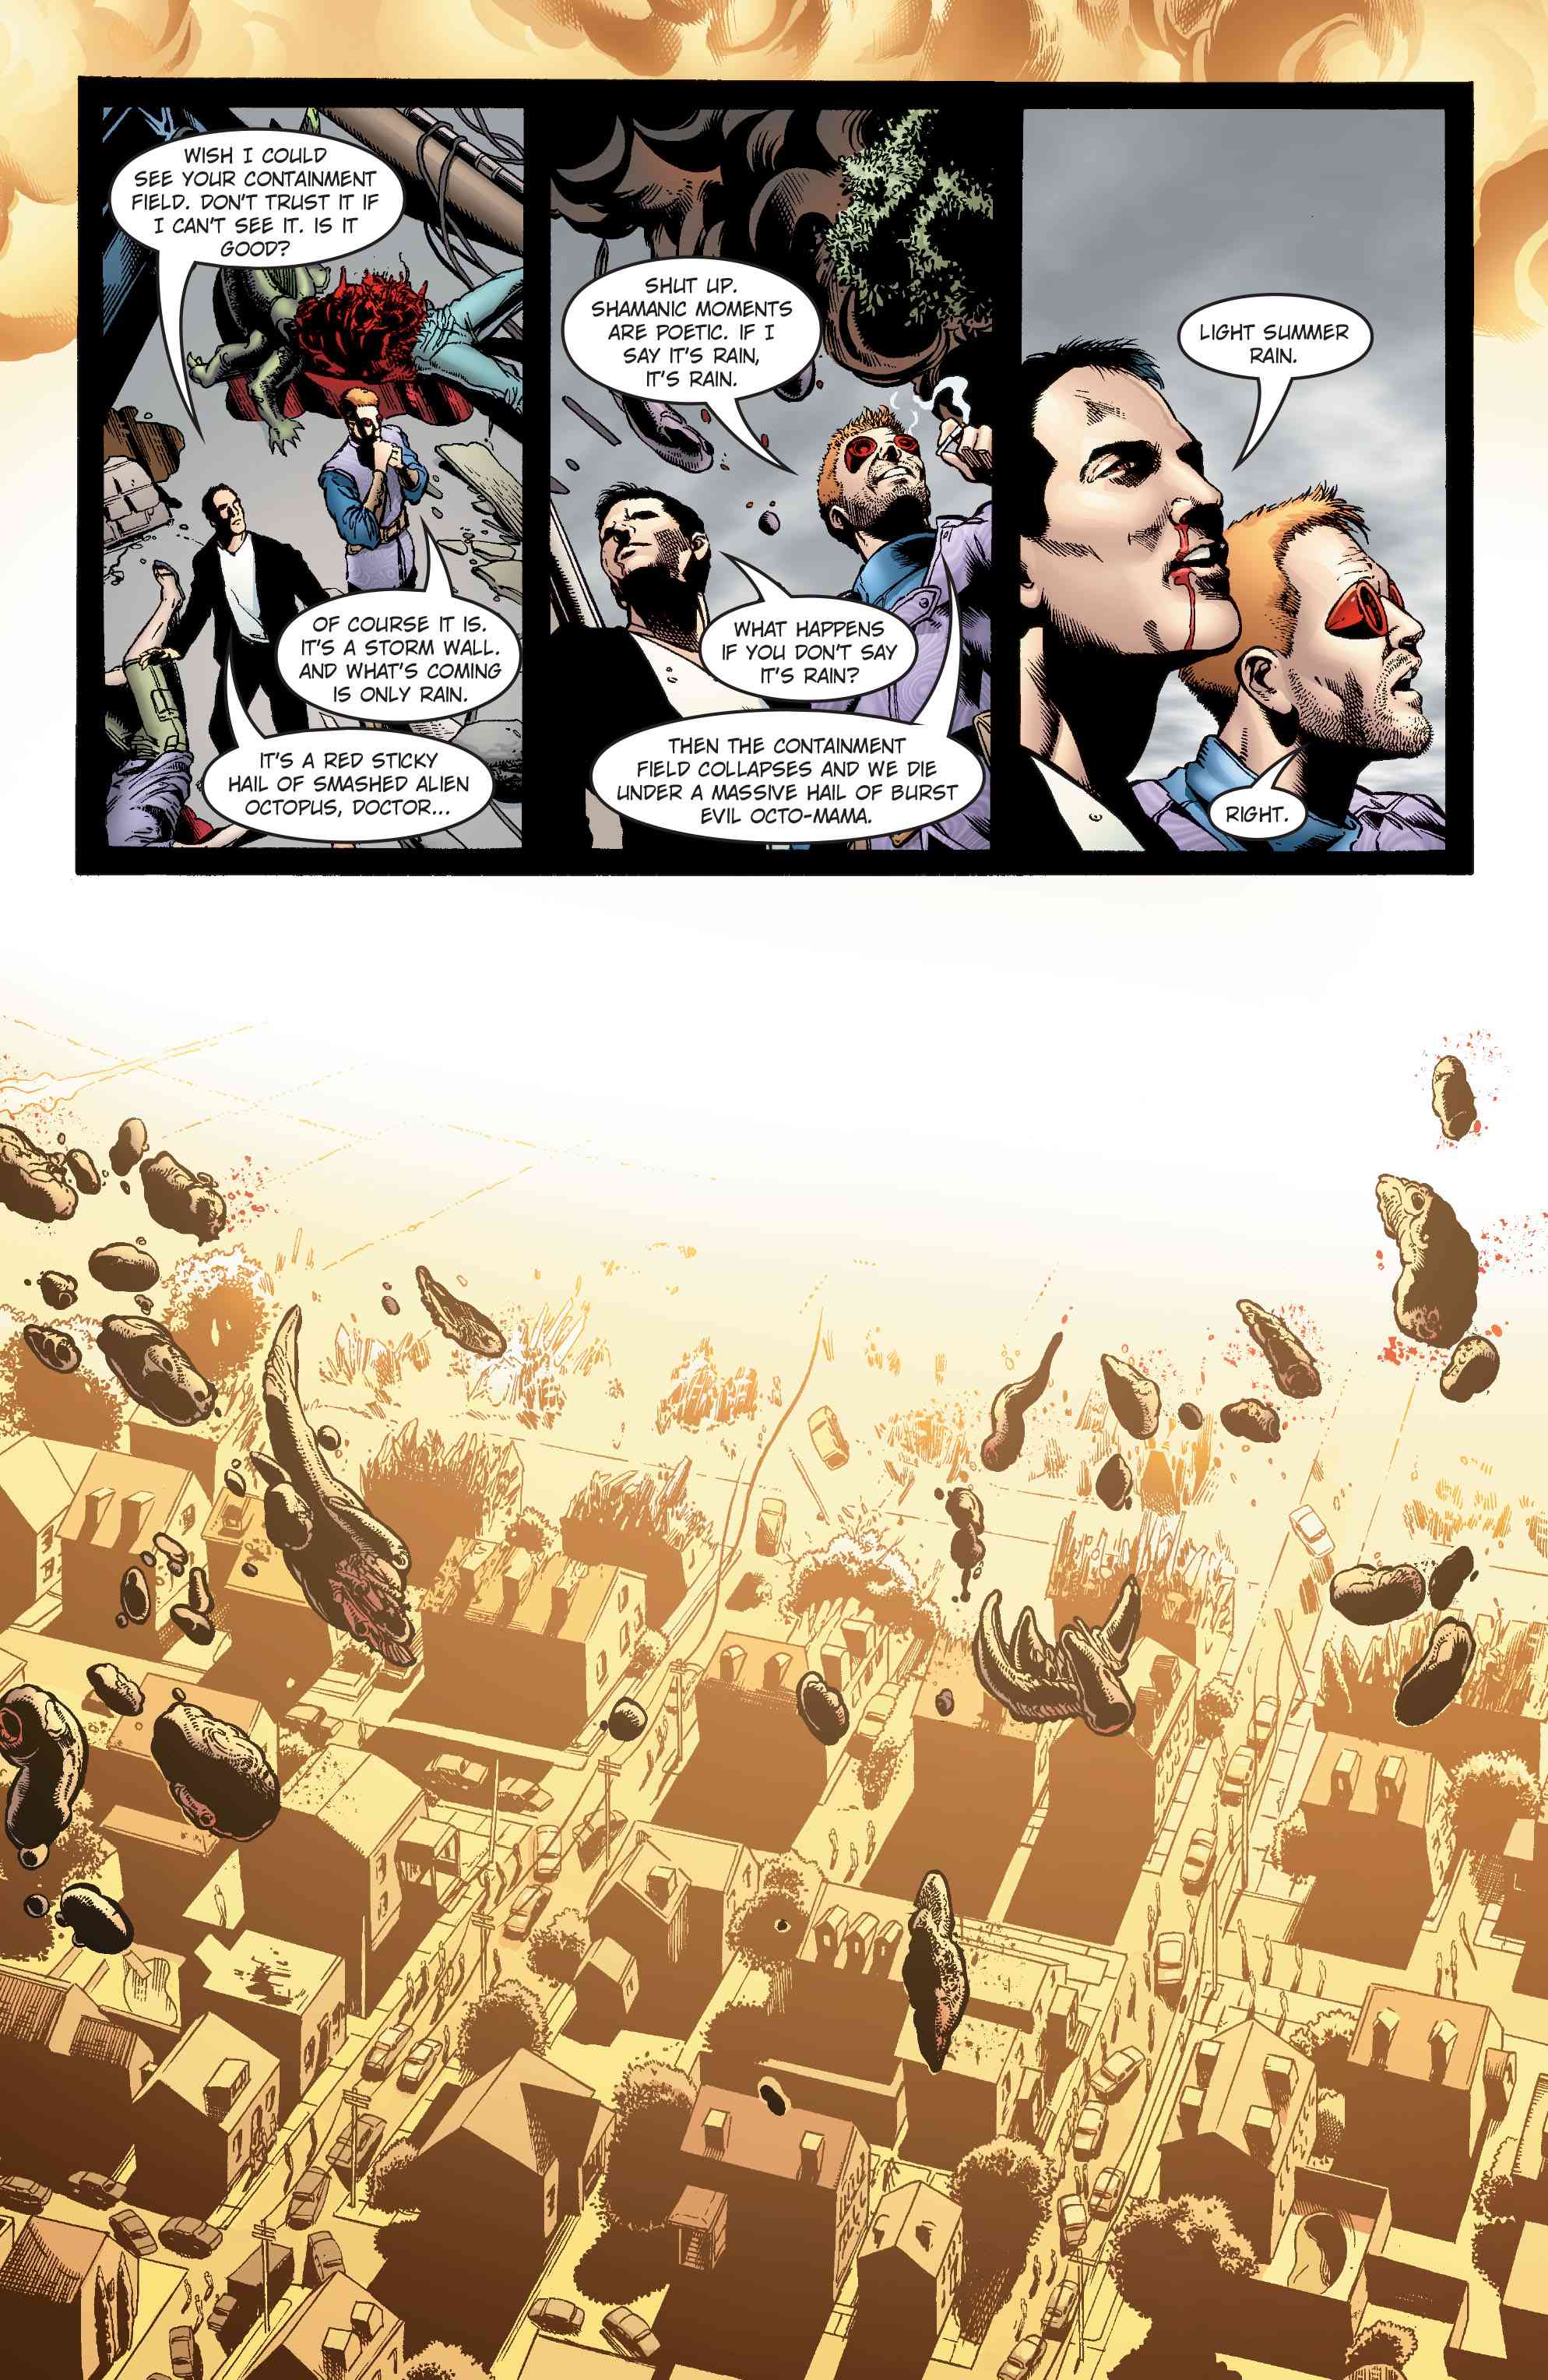 WISH I COULD
SEE YOUR CONTAINMENT
FIELD. DON'T TRUST IT IF
I CAN'T SEE IT. IS IT
GOOD?
OF COURSE IT IS.
IT'S A STORM WALL.
AND WHAT'S COMING
IS ONLY RAIN.
IT'S A RED STICKY
HAIL OF SMASHED ALIEN
OCTOPUS, DOCTOR...
SHUT UP.
SHAMANIC MOMENTS
ARE POETIC. IF I
SAY IT'S RAIN,
IT'S RAIN.
WHAT HAPPENS
IF YOU DON'T SAY
IT'S RAIN?
THEN THE CONTAINMENT
FIELD COLLAPSES AND WE DIE
UNDER A MASSIVE HAIL OF BURST
EVIL OCTO-MAMA.
LIGHT SUMMER
RAIN.
RIGHT.